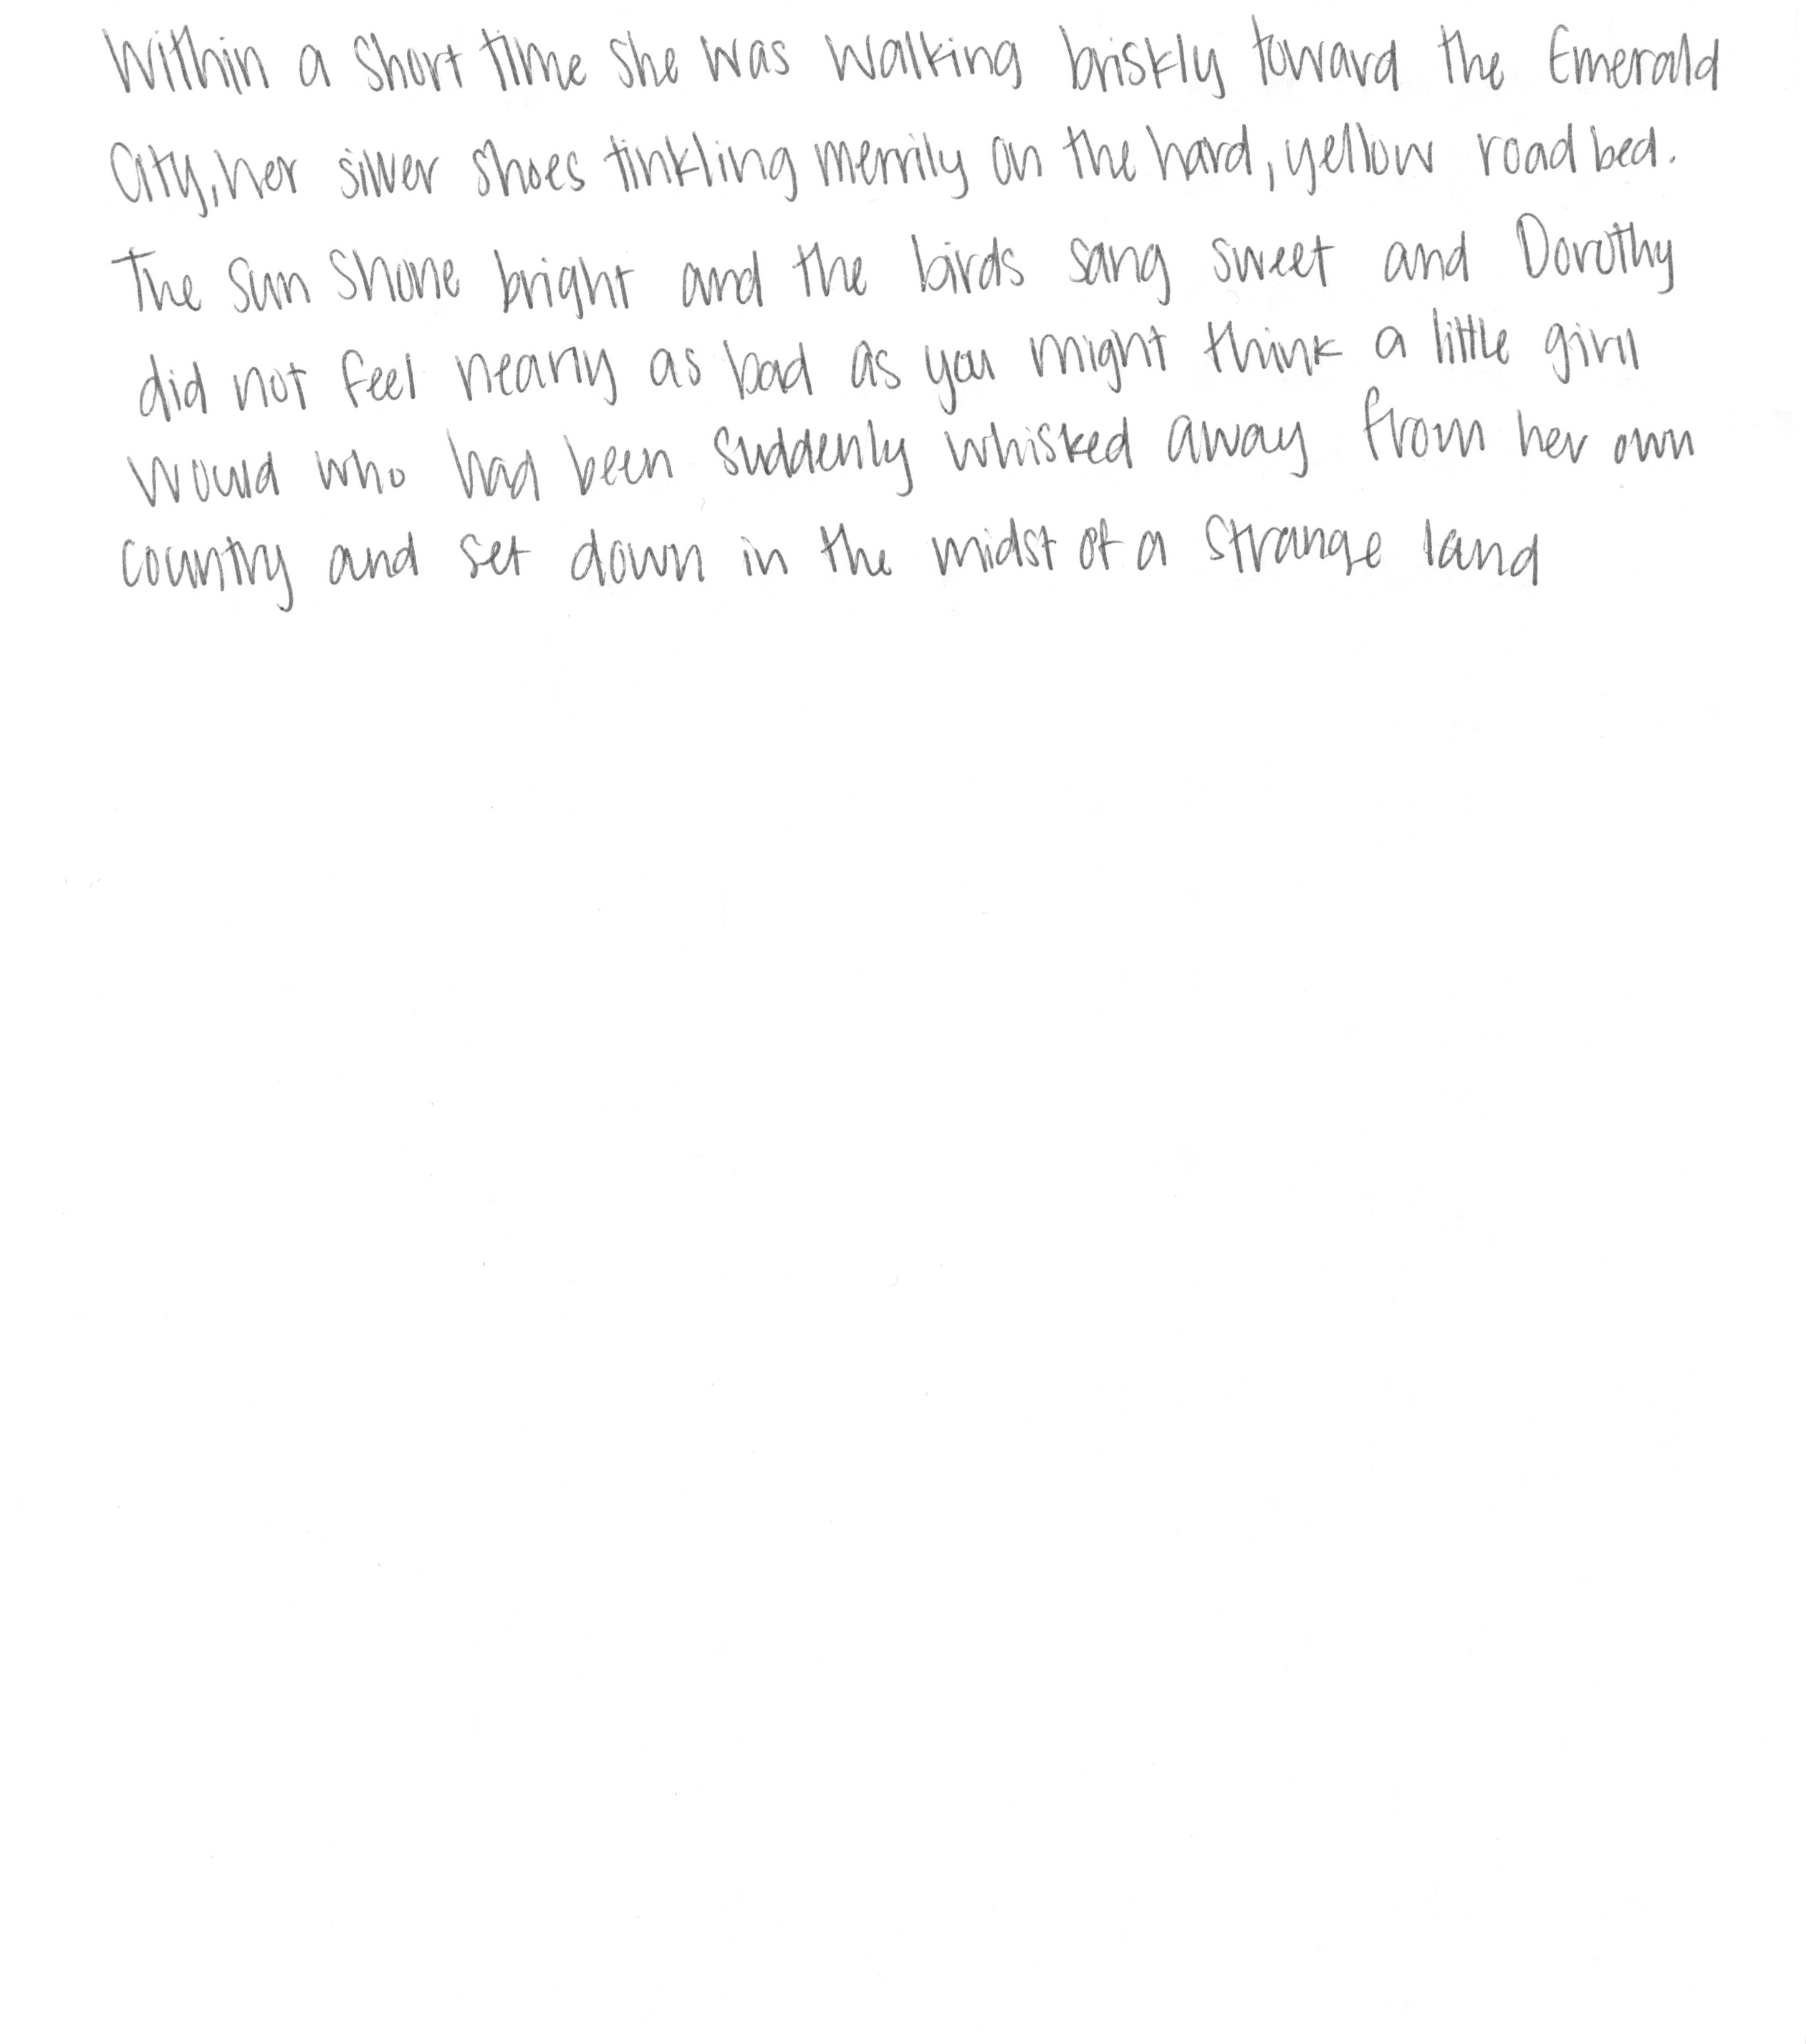 Within a short time she was walking briskly toward the Emerald
City, her silver shoes tinkling merrily on the hard, yellow road bed.
The sun shone bright and the birds sang sweet and Dorothy
did not feel nearly as bad as you might think a little girl
would who had been suddenly whisked away from her own
country and set down in the midst of a strange land